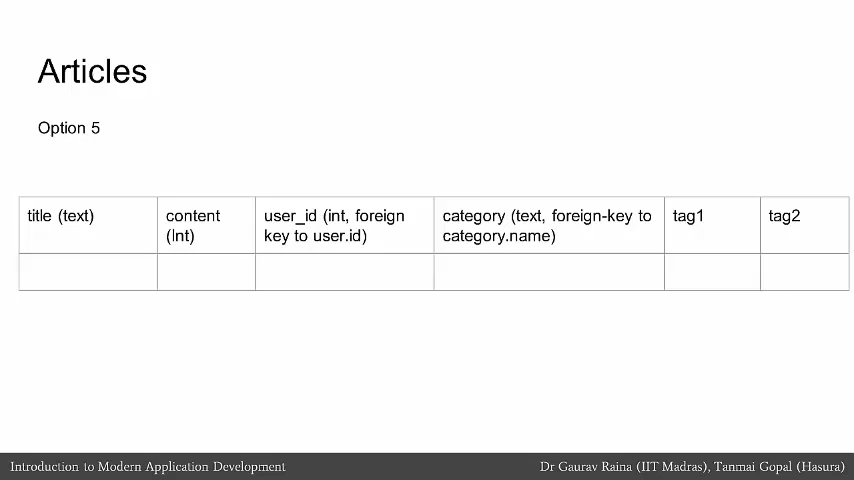 Articles
Option 5
title (text)
content
(Int)
user_id (int, foreign
key to user.id)
category (text, foreign-key to
category.name)
tag1
tag2
Introduction to Modern Application Development
Dr Gaurav Raina (IIT Madras), Tanmai Gopal (Hasura)